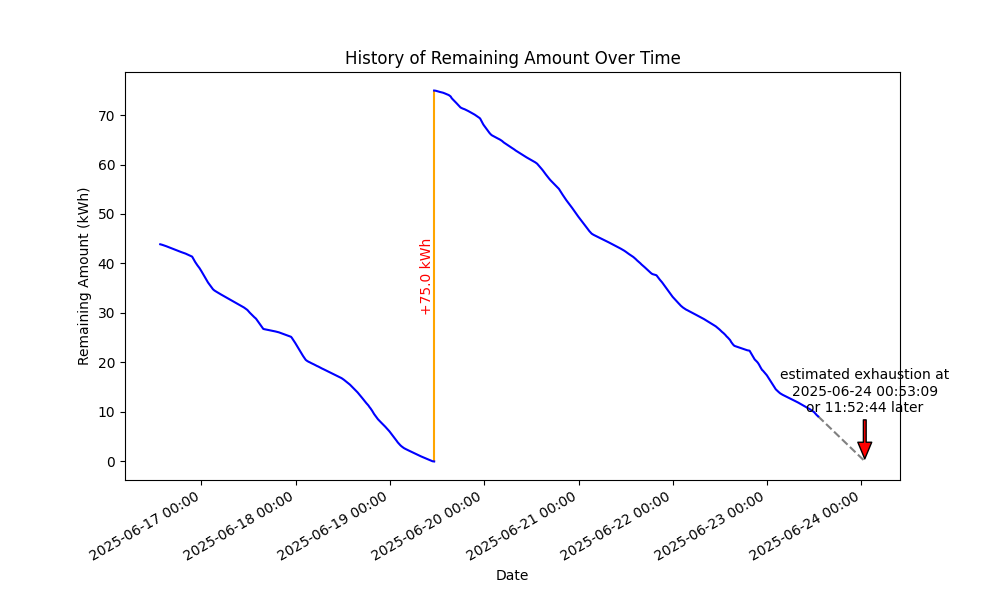 History of Remaining Amount Over Time
Remaining Amount (kWh)
70
60
50
40
30
20
10
0
+75.0 kWh
estimated exhaustion at
2025-06-24 00:53:09
or 11:52:44 later
2025-06-17 00:00
2025-06-18 00:00
2025-06-19 00:00
2025-06-20 00:00
2025-06-21 00:00
2025-06-22 00:00
2025-06-23 00:00
2025-06-24 00:00
Date